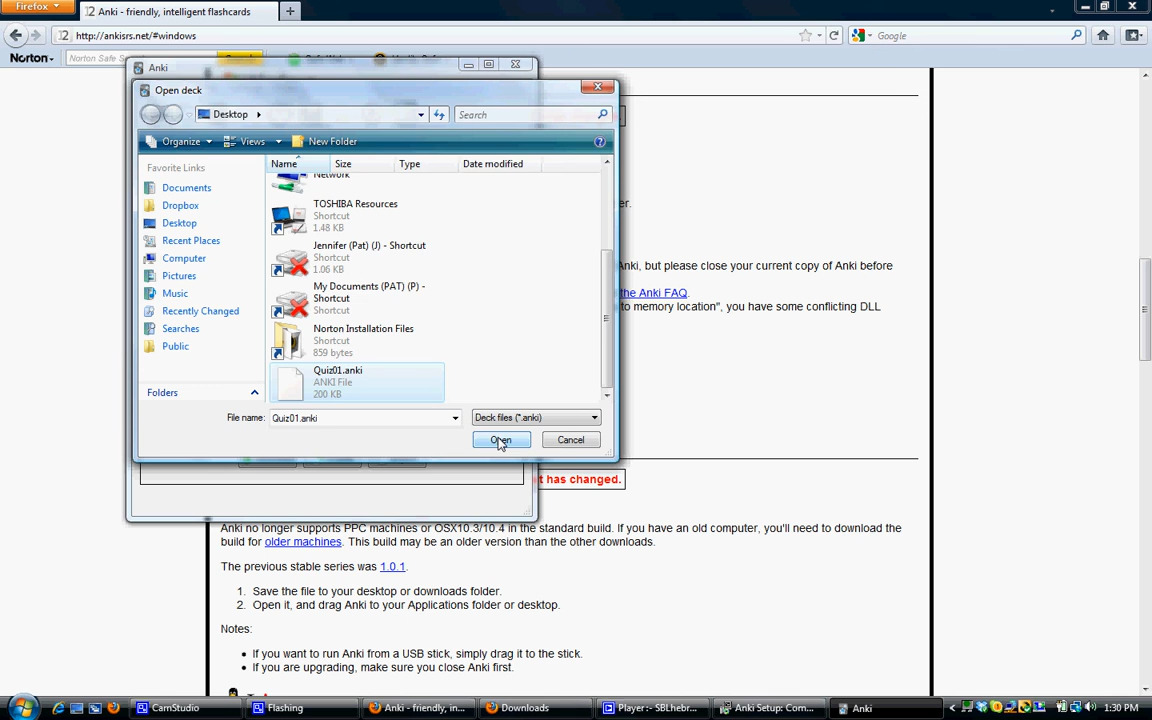 Firefox
Anki - friendly, intelligent flashcards
http://ankisrs.net/#windows
Google
Norton
Norton Safe S
Anki
Open deck
Desktop
Search
Organize
Views
New Folder
Name
Size
Type
Date modified
Favorite Links
Documents
Dropbox
Desktop
Recent Places
Computer
Pictures
Music
Recently Changed
Searches
Public
Folders
Network
TOSHIBA Resources
Shortcut
1.48 KB
Jennifer (Pat) (J) - Shortcut
Shortcut
1.06 KB
My Documents (PAT) (P) -
Shortcut
Shortcut
Norton Installation Files
Shortcut
859 bytes
Quiz01.anki
ANKI File
200 KB
File name:
Quiz01.anki
Deck files (*.anki)
Open
Cancel
er.
Anki, but please close your current copy of Anki before
the Anki FAQ.
to memory location", you have some conflicting DLL
t has changed.
Anki no longer supports PPC machines or OSX10.3/10.4 in the standard build. If you have an old computer, you'll need to download the
build for older machines. This build may be an older version than the other downloads.
The previous stable series was 1.0.1.
1. Save the file to your desktop or downloads folder.
2. Open it, and drag Anki to your Applications folder or desktop.
Notes:
• If you want to run Anki from a USB stick, simply drag it to the stick.
• If you are upgrading, make sure you close Anki first.
CamStudio
Flashing
Anki - friendly, in...
Downloads
Player :- SBLhebr...
Anki Setup: Com...
Anki
1:30 PM